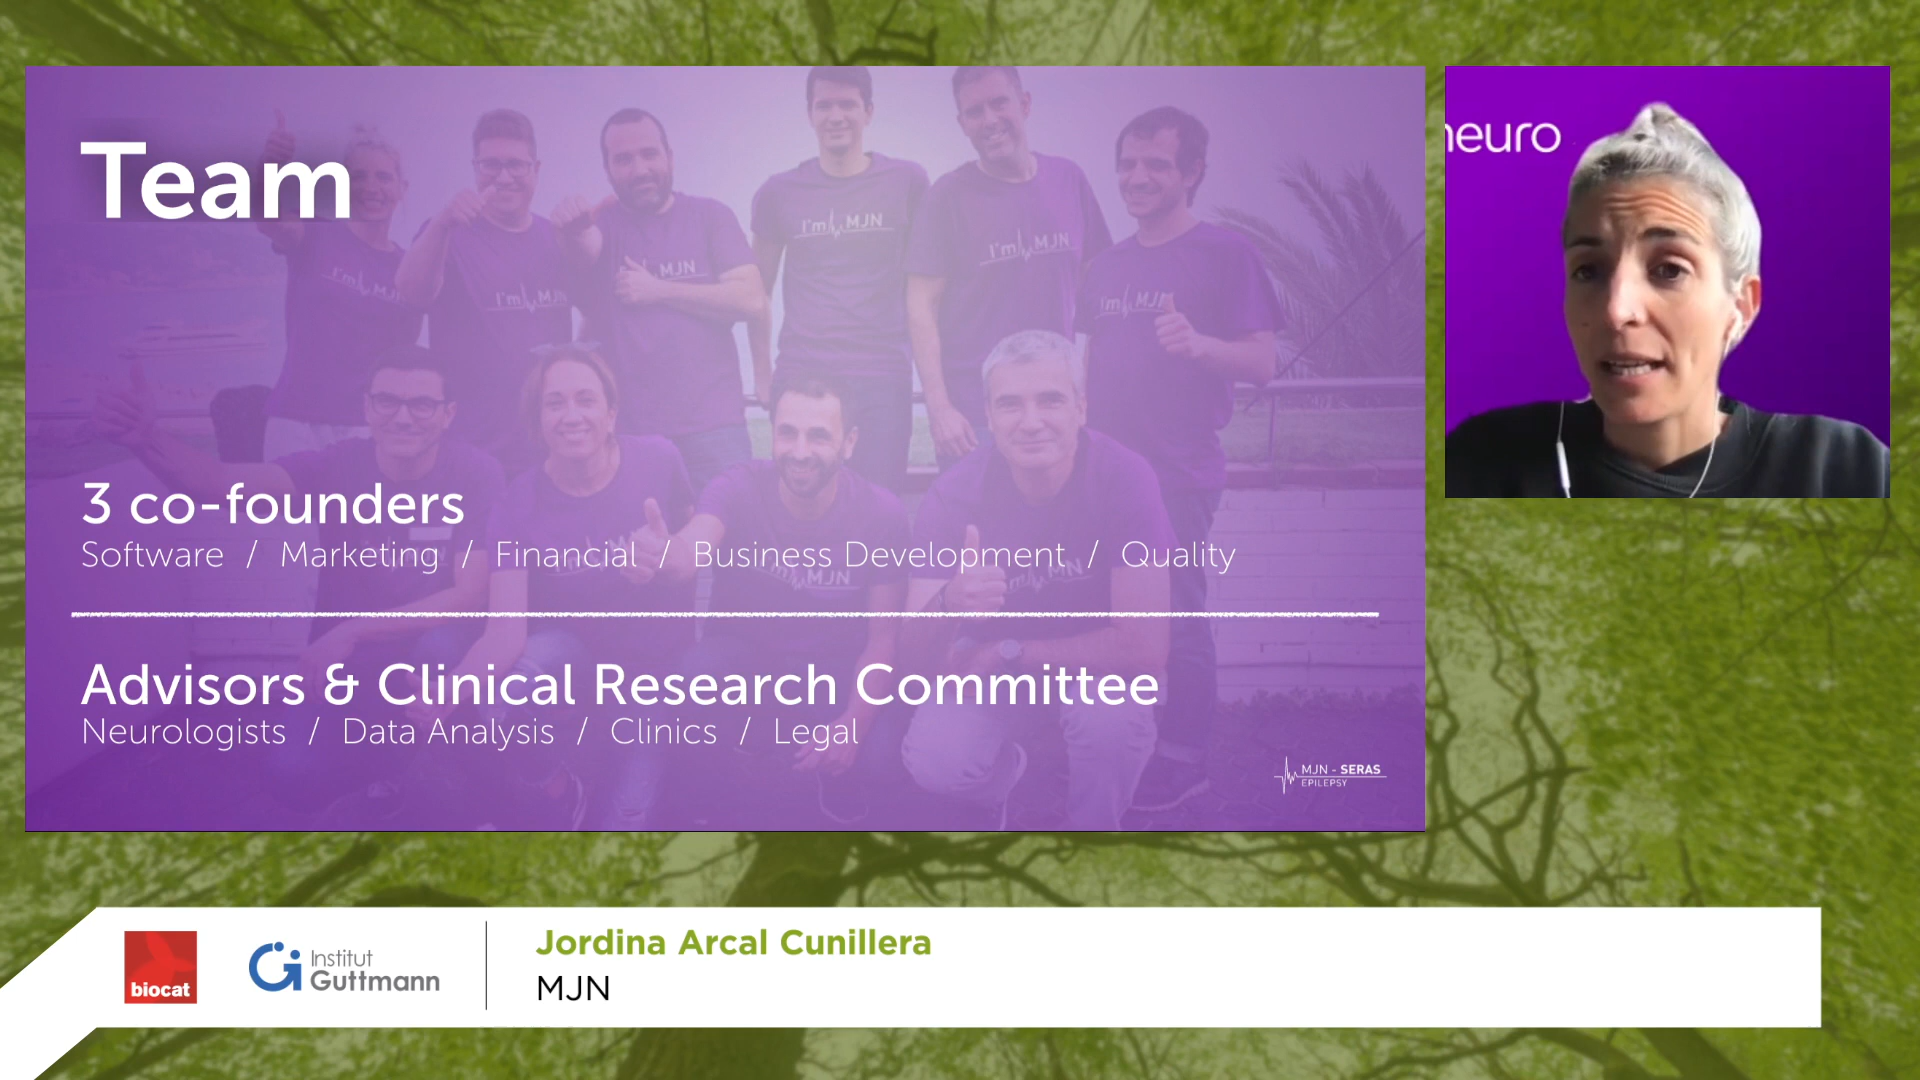 Team
I'm MJN
I'm MJN
I'm MJN
I'm MJN
MJN
I'm MJN
3 co-founders
Software / Marketing / Financial / Business Development / Quality
MJN
Advisors & Clinical Research Committee
Neurologists / Data Analysis / Clinics / Legal
MJN - SERAS
EPILEPSY
neuro
biocat
Institut
Guttmann
Jordina Arcal Cunillera
MJN